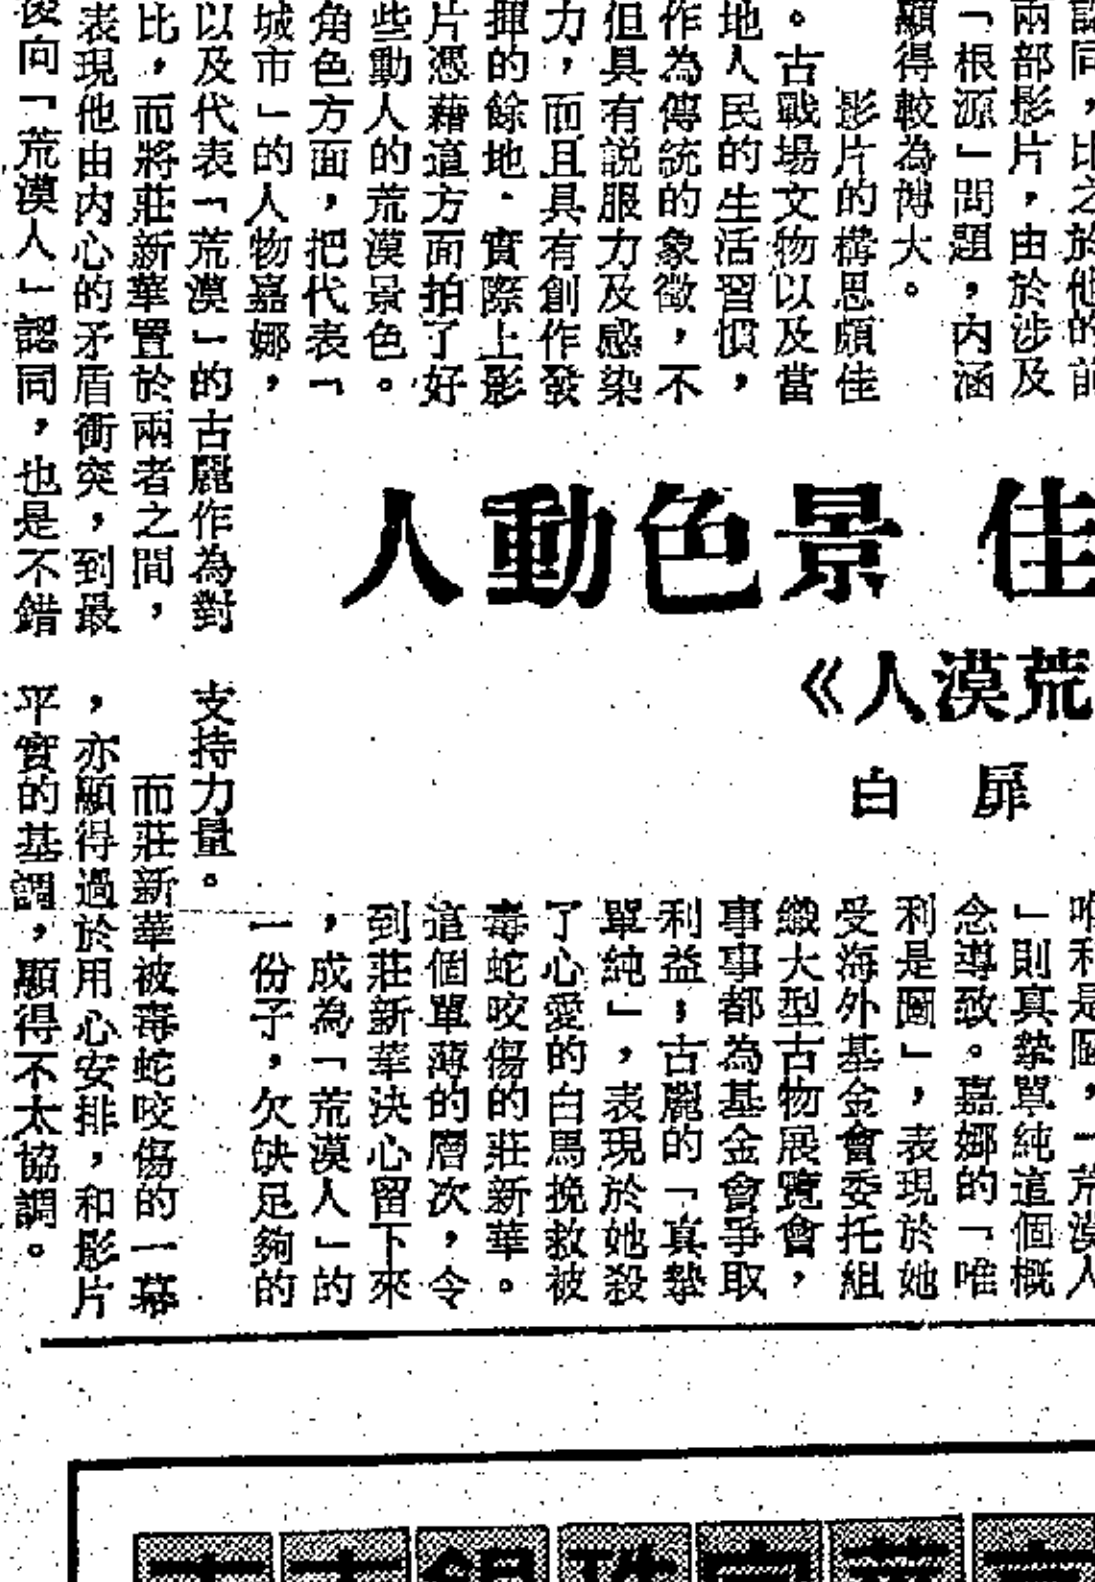 佳 景色動人
荒漠人》
扉 白
認同，比之於他的前
兩部影片，由於涉及
「根源」問題，內涵
顯得較為博大。
影片的構思頗佳
。古戰場文物以及當
地人民的生活習慣，
作為傳統的象徵，不
但具有說服力及感染
力，而且具有創作發
揮的餘地．實際上影
片憑藉這方面拍了好
些動人的荒漠景色。
角色方面，把代表「
城市」的人物嘉娜，
以及代表「荒漠」的古麗作為對
比，而將莊新華置於兩者之間，
表現他由內心的矛盾衝突，到最
後向「荒漠人」認同，也是不錯
唯利是圖，「荒漠人
」則真摯單純這個概
念導致。嘉娜的「唯
利是圖」，表現於她
受海外基金會委托組
織大型古物展覽會，
事事都為基金會爭取
利益；古麗的「真摯
單純」，表現於她殺
了心愛的白馬挽救被
毒蛇咬傷的莊新華。
這個單薄的層次，令
到莊新華決心留下來
，成為「荒漠人」的
一份子，欠缺足夠的
支持力量。
而莊新華被毒蛇咬傷的一幕
，亦顯得過於用心安排，和影片
平實的基調，顯得不太協調。